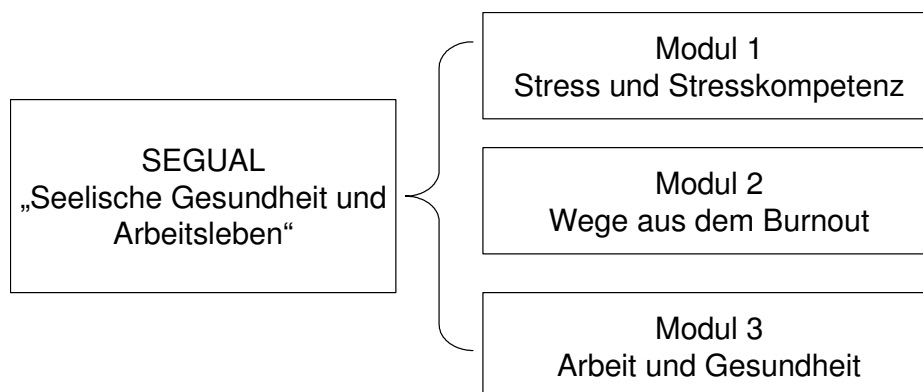 SEGUAL
„Seelische Gesundheit und
Arbeitsleben“
Modul 1
Stress und Stresskompetenz
Modul 2
Wege aus dem Burnout
Modul 3
Arbeit und Gesundheit